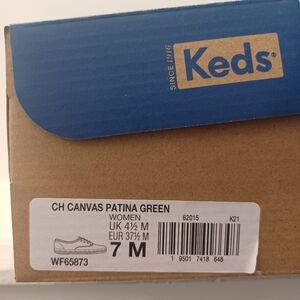 SINCE 1916
Keds®
CH CANVAS PATINA GREEN
WOMEN 62015 K21
UK 4½ M
EUR 37½ M
7 M
WF65873 1 9501 7418 648